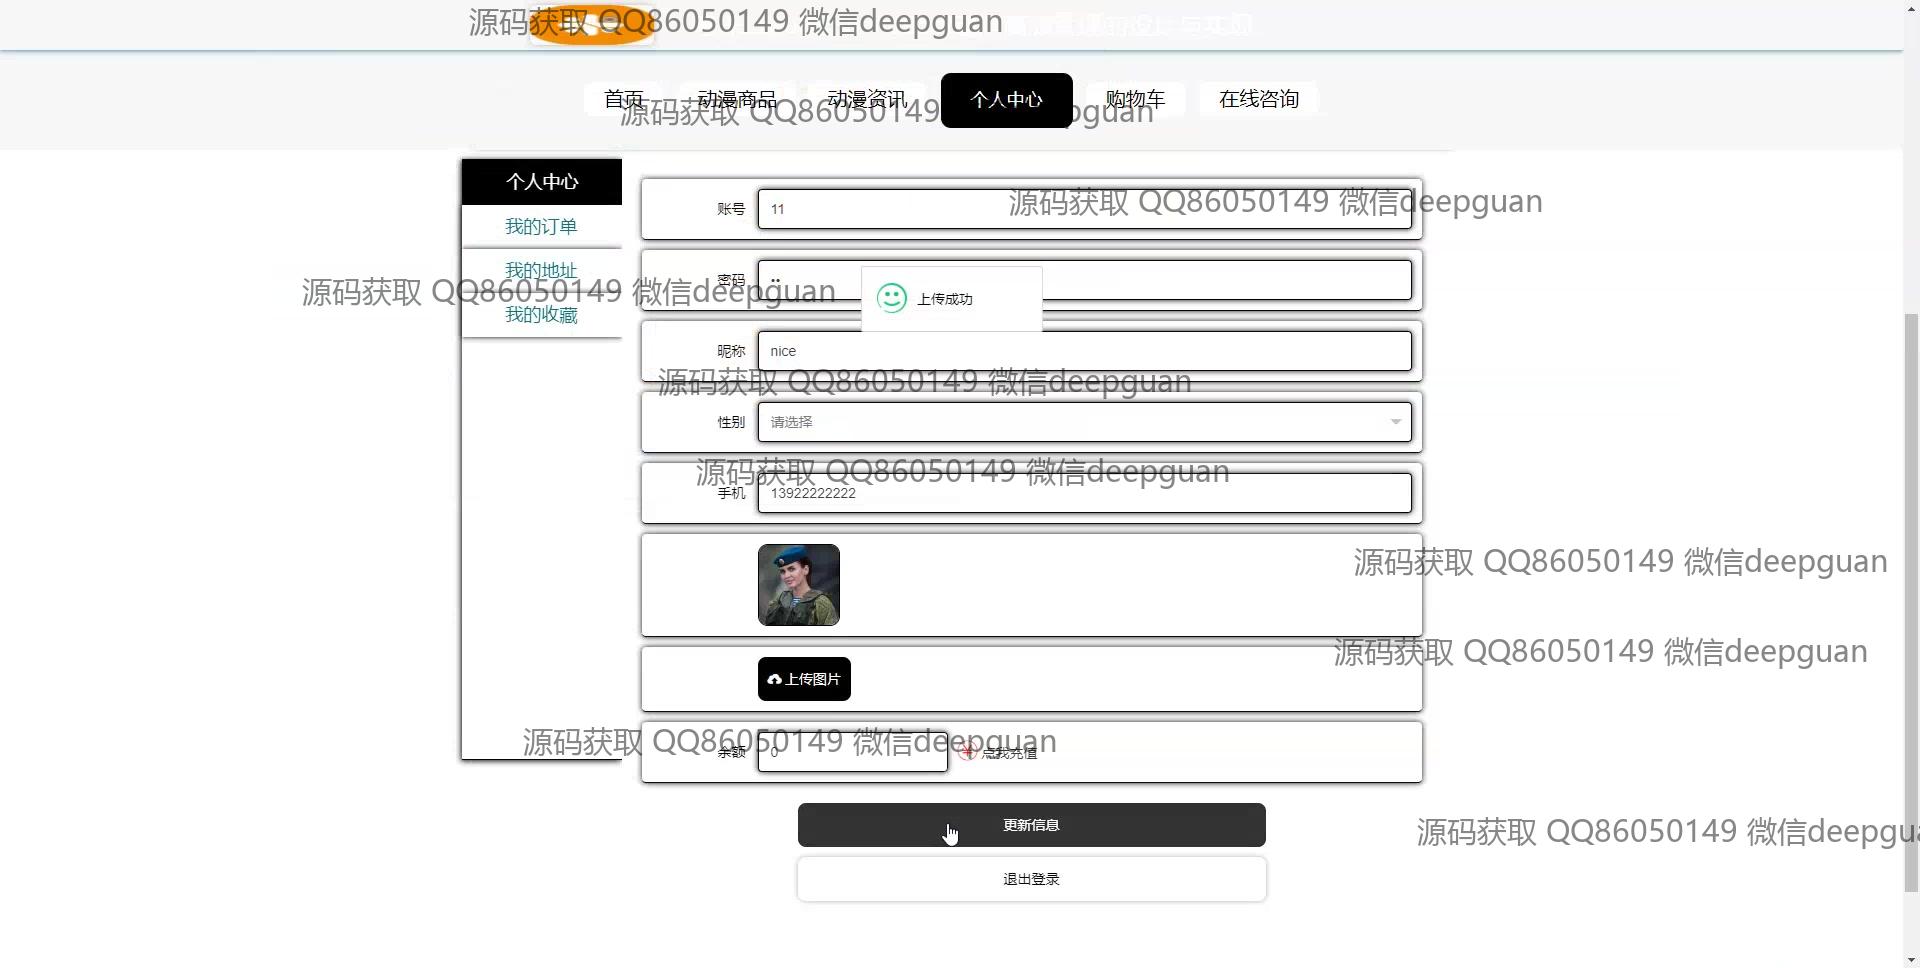 源码获取 QQ86050149 微信deepguan
首页 动漫商品 动漫资讯 个人中心 购物车 在线咨询
源码获取 QQ86050149 guan
个人中心
我的订单
我的地址
我的收藏
账号 11
源码获取 QQ86050149 微信deepguan
密码 ••
上传成功
源码获取 QQ86050149 微信deepguan
昵称 nice
源码获取 QQ86050149 微信deepguan
性别 请选择
源码获取 QQ86050149 微信deepguan
手机 13922222222
源码获取 QQ86050149 微信deepguan
源码获取 QQ86050149 微信deepguan
上传图片
源码获取 QQ86050149 微信deepguan
余额 0 点我充值
更新信息
源码获取 QQ86050149 微信deepgu
退出登录